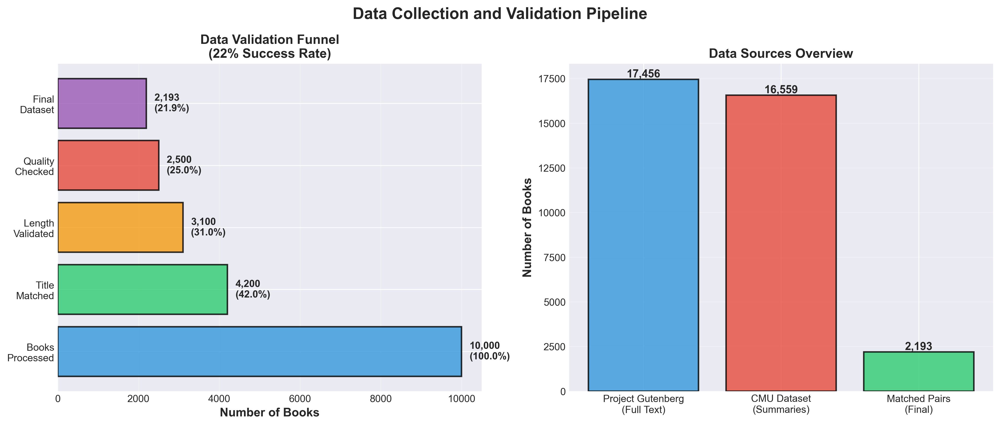 Data Collection and Validation Pipeline
Data Validation Funnel
(22% Success Rate)
Final
Dataset
2,193
(21.9%)
Quality
Checked
2,500
(25.0%)
Length
Validated
3,100
(31.0%)
Title
Matched
4,200
(42.0%)
Books
Processed
10,000
(100.0%)
0 2000 4000 6000 8000 10000
Number of Books
Data Sources Overview
Number of Books
17500
15000
12500
10000
7500
5000
2500
0
17,456
16,559
2,193
Project Gutenberg
(Full Text)
CMU Dataset
(Summaries)
Matched Pairs
(Final)